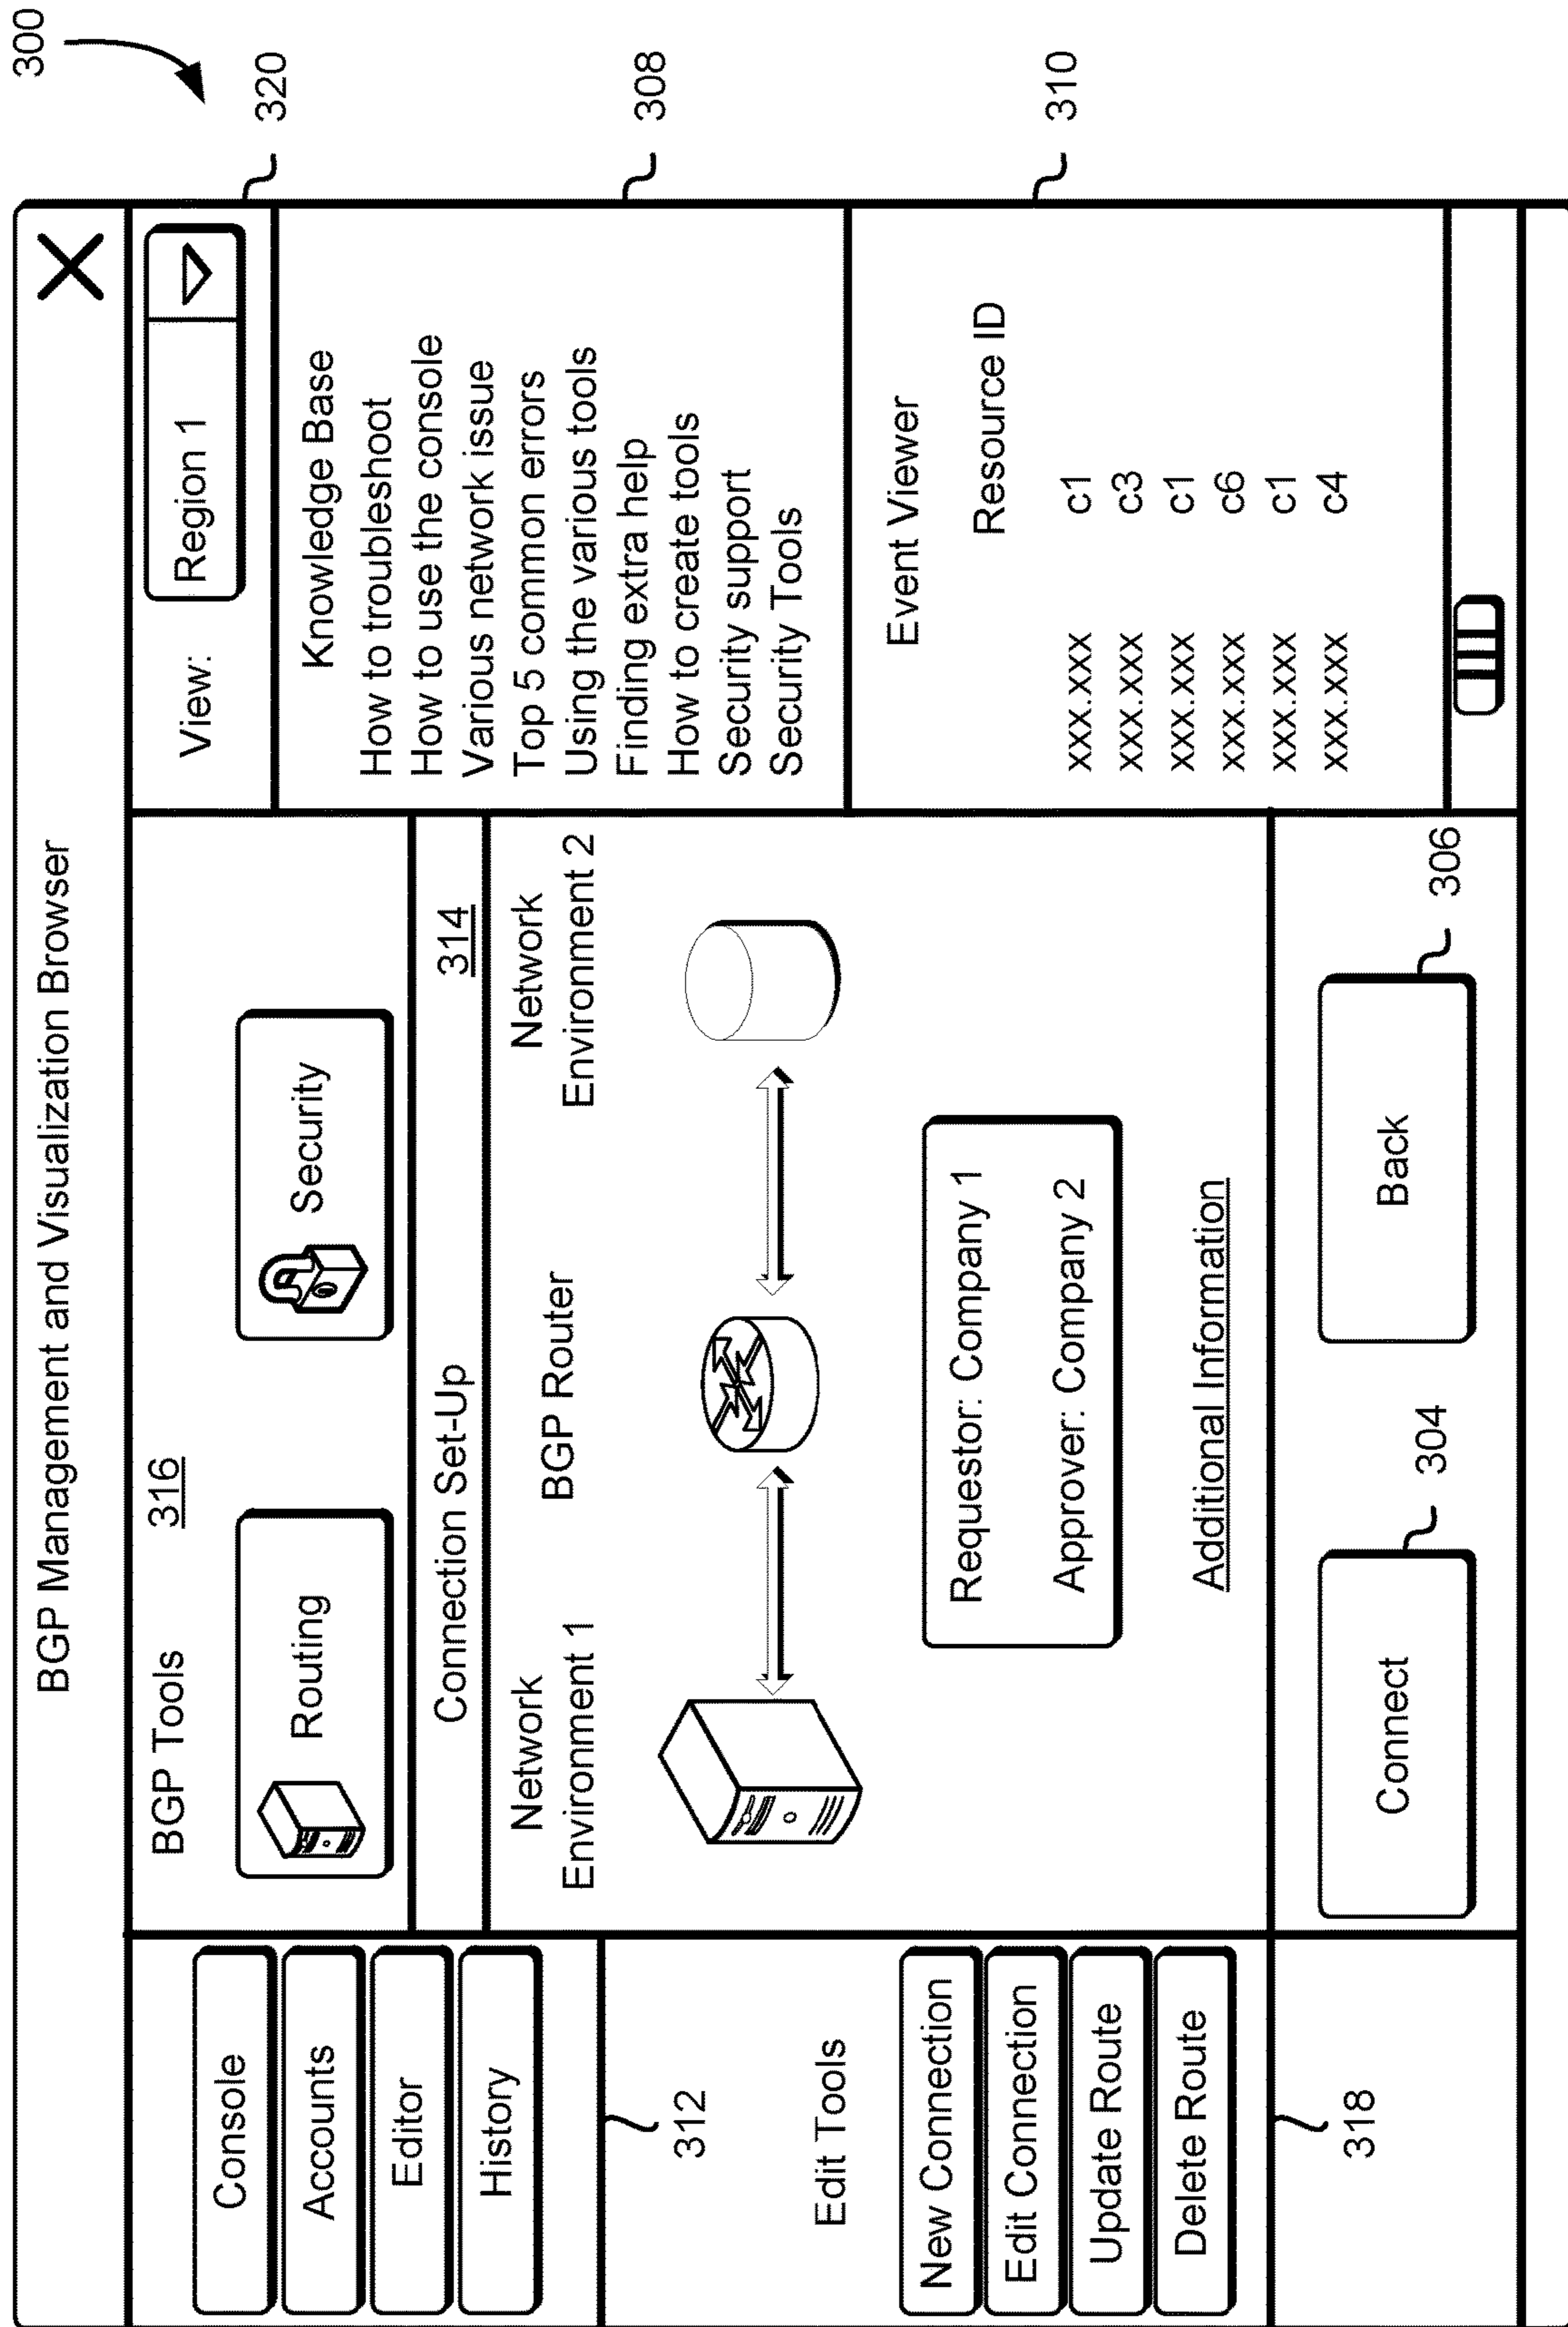 300
BGP Management and Visualization Browser
Console
Accounts
Editor
History
312
Edit Tools
New Connection
Edit Connection
Update Route
Delete Route
318
BGP Tools
316
Routing
Security
Connection Set-Up
314
Network
Environment 1
BGP Router
Network
Environment 2
Requestor: Company 1
Approver: Company 2
Additional Information
Connect
304
Back
306
View:
Region 1
320
Knowledge Base
How to troubleshoot
How to use the console
Various network issue
Top 5 common errors
Using the various tools
Finding extra help
How to create tools
Security support
Security Tools
308
Event Viewer
Resource ID
xxx.xxx c1
xxx.xxx c3
xxx.xxx c1
xxx.xxx c6
xxx.xxx c1
xxx.xxx c4
310